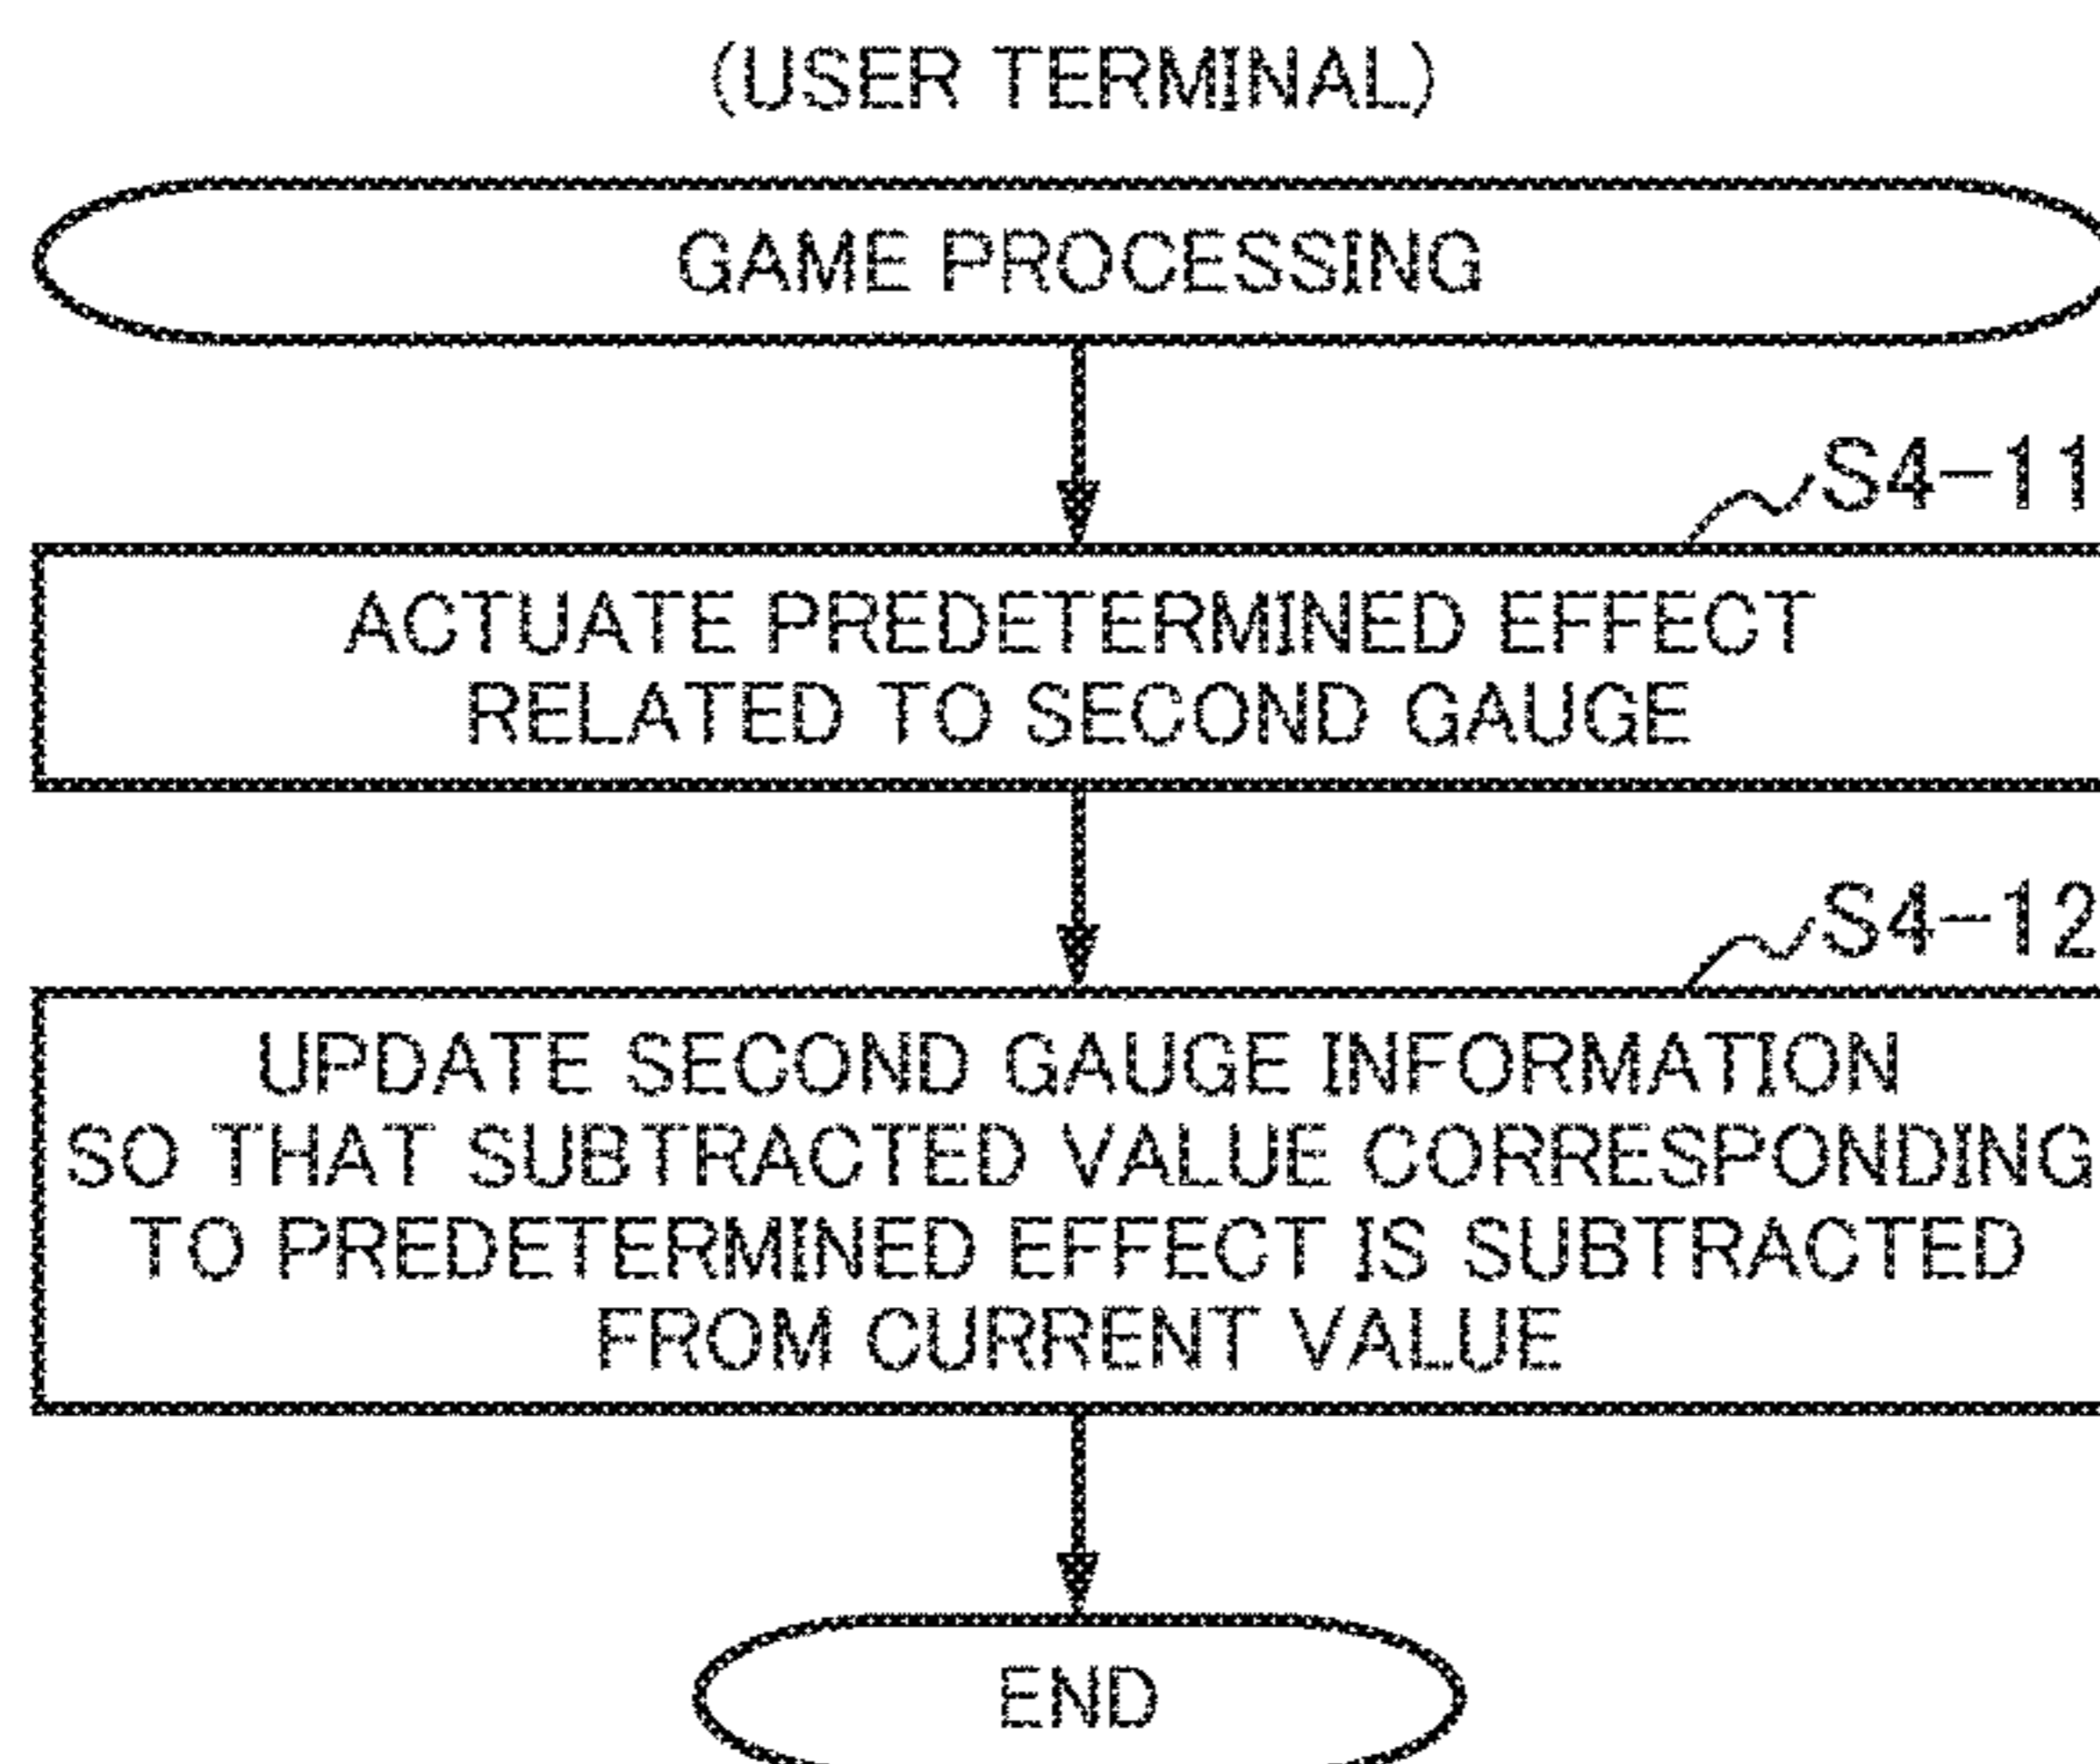 (USER TERMINAL)
GAME PROCESSING
S4-11
ACTUATE PREDETERMINED EFFECT
RELATED TO SECOND GAUGE
S4-12
UPDATE SECOND GAUGE INFORMATION
SO THAT SUBTRACTED VALUE CORRESPONDING
TO PREDETERMINED EFFECT IS SUBTRACTED
FROM CURRENT VALUE
END